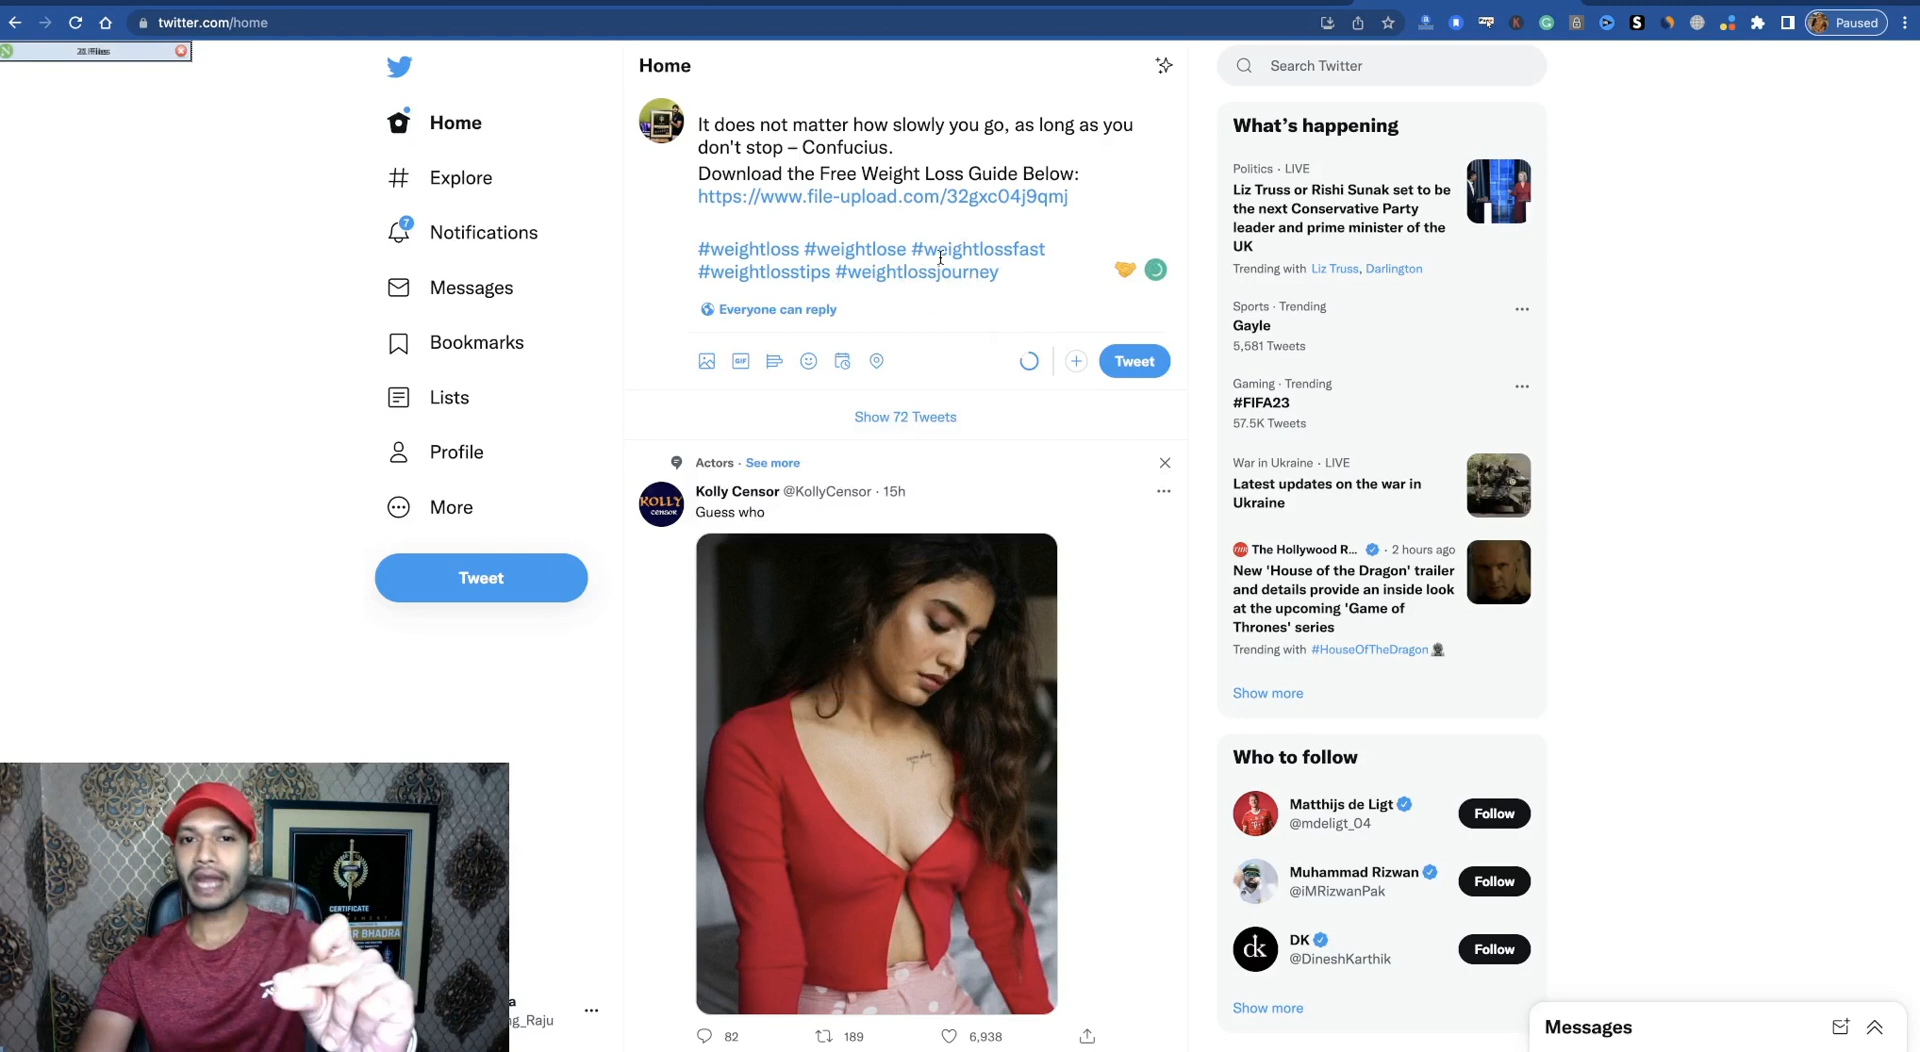 twitter.com/home
Paused
Home
Explore
7
Notifications
Messages
Bookmarks
Lists
Profile
More
Tweet
Home
It does not matter how slowly you go, as long as you
don't stop – Confucius.
Download the Free Weight Loss Guide Below:
https://www.file-upload.com/32gxc04j9qmj
#weightloss #weightlose #weightlossfast
#weightlosstips #weightlossjourney
Everyone can reply
GIF
Tweet
Show 72 Tweets
Actors · See more
Kolly Censor @KollyCensor · 15h
Guess who
KOLLY
CENSOR
82
189
6,938
Search Twitter
What's happening
Politics · LIVE
Liz Truss or Rishi Sunak set to be
the next Conservative Party
leader and prime minister of the
UK
Trending with Liz Truss, Darlington
Sports · Trending
Gayle
5,581 Tweets
Gaming · Trending
#FIFA23
57.5K Tweets
War in Ukraine · LIVE
Latest updates on the war in
Ukraine
The Hollywood R... · 2 hours ago
New 'House of the Dragon' trailer
and details provide an inside look
at the upcoming 'Game of
Thrones' series
Trending with #HouseOfTheDragon
Show more
Who to follow
Matthijs de Ligt
@mdeligt_04
Follow
Muhammad Rizwan
@iMRizwanPak
Follow
dk
DK
@DineshKarthik
Follow
Show more
Messages
CERTIFICATE
R BHADRA
a
ng_Raju